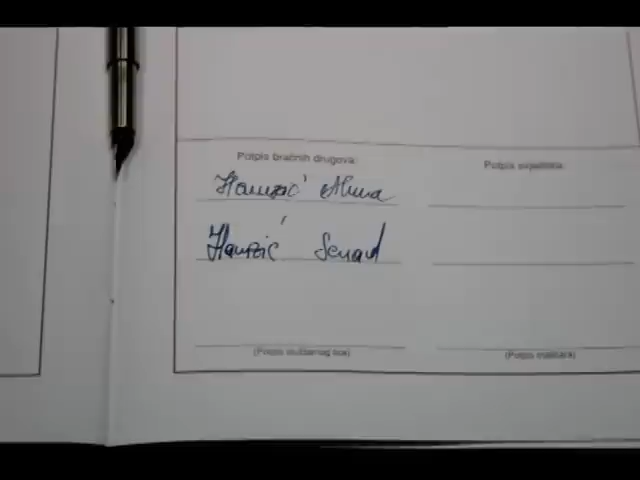 Potpis bračnih drugova: Potpis svjedoka:
Hamzić Alma
Hamzić Senad
(Potpis službenog lica) (Potpis matičara)